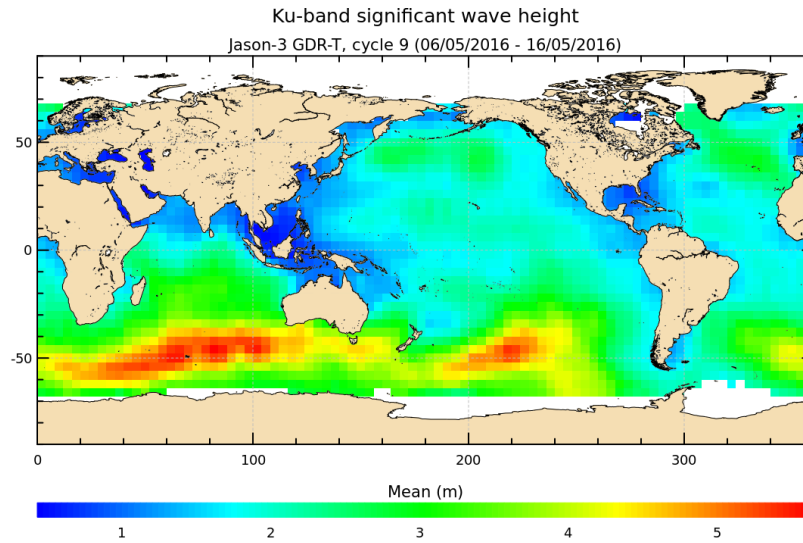 Ku-band significant wave height
Jason-3 GDR-T, cycle 9 (06/05/2016 - 16/05/2016)
50
0
-50
0 100 200 300
Mean (m)
1 2 3 4 5